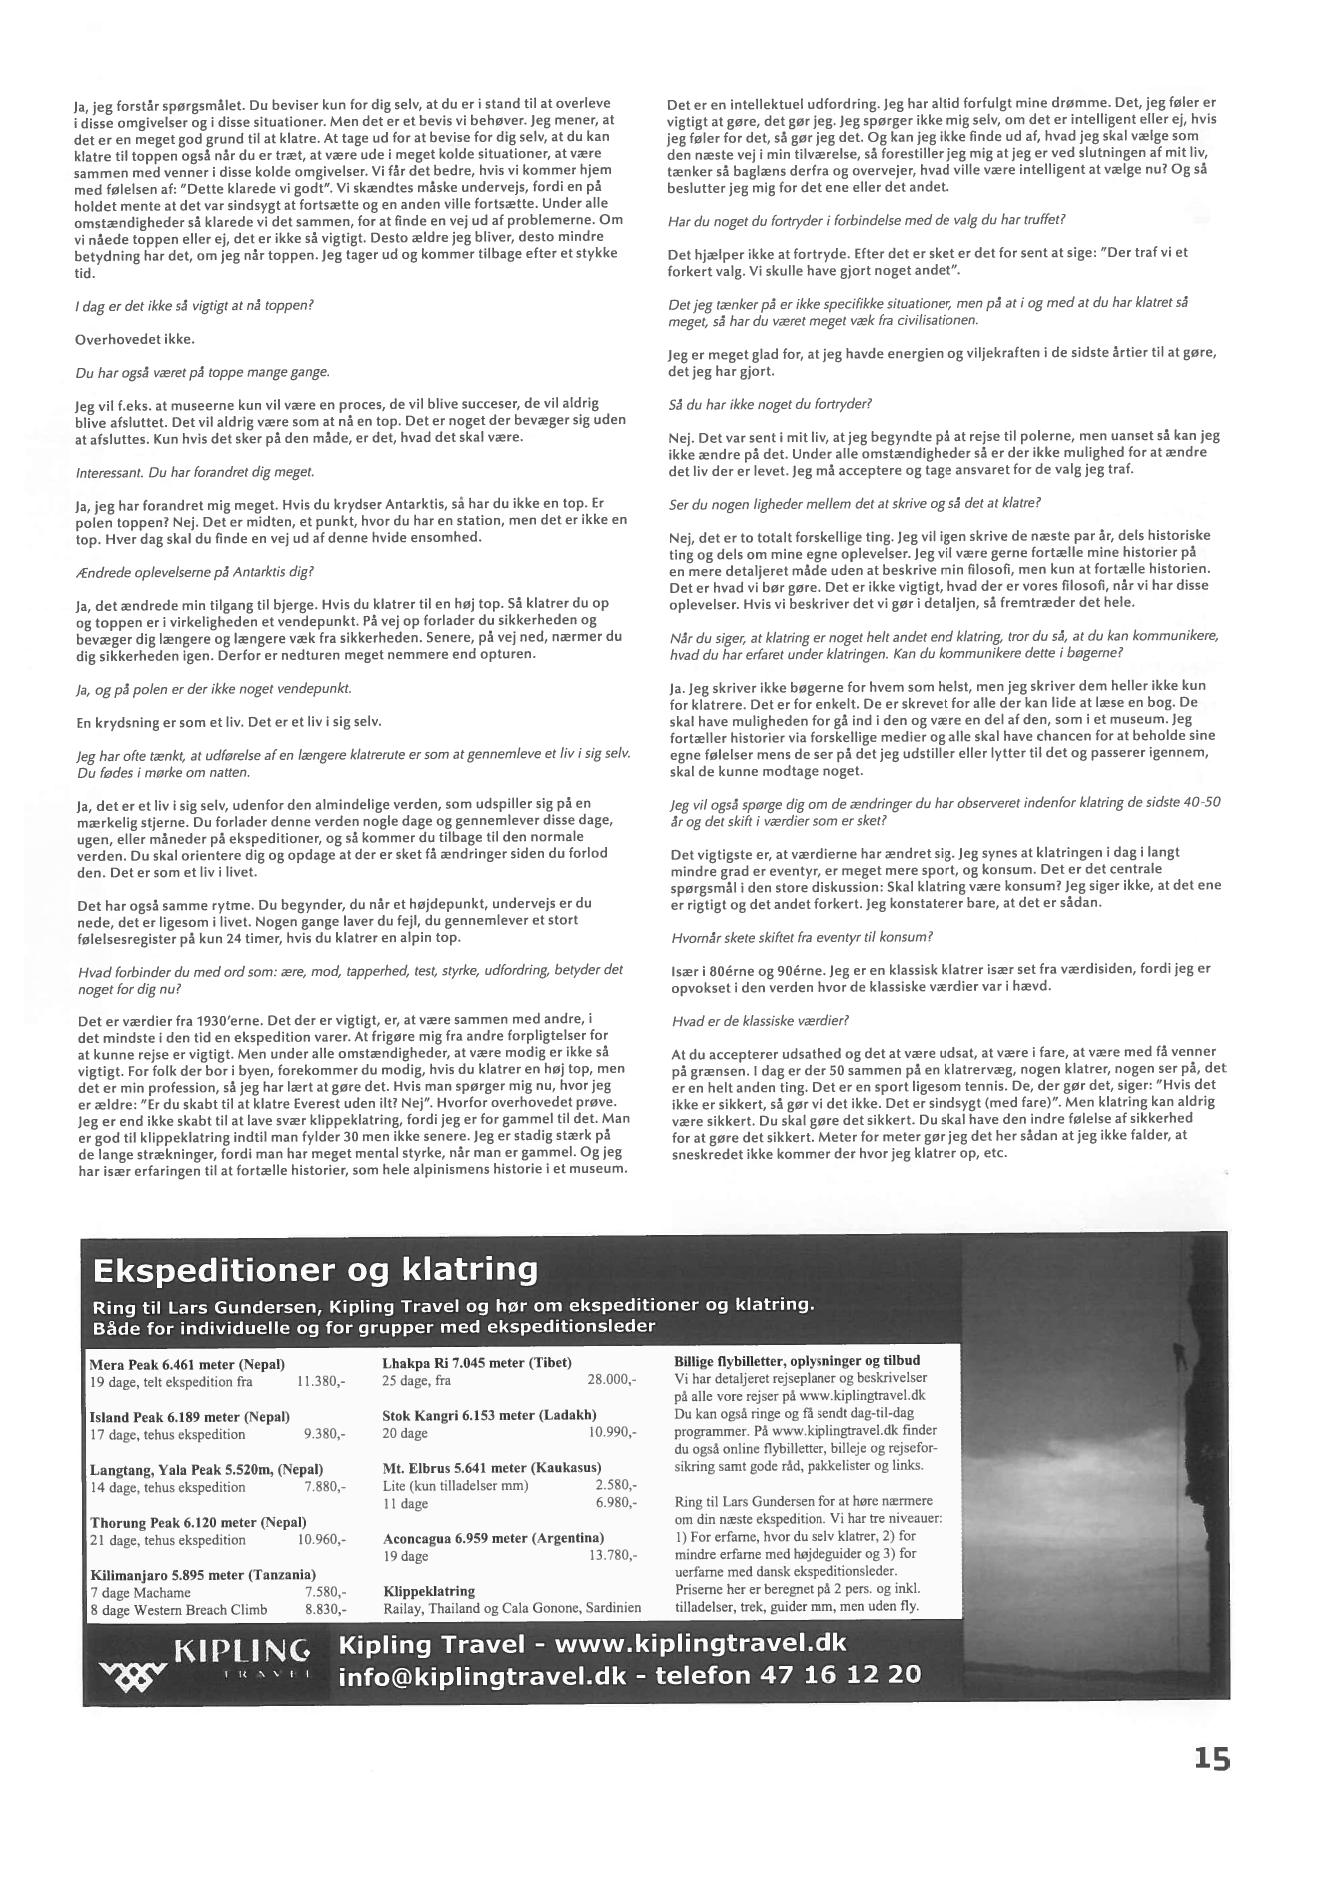 Ja, jeg forstår spørgsmålet. Du beviser kun for dig selv, at du er i stand til at overleve
i disse omgivelser og i disse situationer. Men det er et bevis vi behøver. Jeg mener, at
det er en meget god grund til at klatre. At tage ud for at bevise for dig selv, at du kan
klatre til toppen også når du er træt, at være ude i meget kolde situationer, at være
sammen med venner i disse kolde omgivelser. Vi får det bedre, hvis vi kommer hjem
med følelsen af: "Dette klarede vi godt". Vi skændtes måske undervejs, fordi en på
holdet mente at det var sindsygt at fortsætte og en anden ville fortsætte. Under alle
omstændigheder så klarede vi det sammen, for at finde en vej ud af problemerne. Om
vi nåede toppen eller ej, det er ikke så vigtigt. Desto ældre jeg bliver, desto mindre
betydning har det, om jeg når toppen. Jeg tager ud og kommer tilbage efter et stykke
tid.
I dag er det ikke så vigtigt at nå toppen?
Overhovedet ikke.
Du har også været på toppe mange gange.
Jeg vil f.eks. at museerne kun vil være en proces, de vil blive succeser, de vil aldrig
blive afsluttet. Det vil aldrig være som at nå en top. Det er noget der bevæger sig uden
at afsluttes. Kun hvis det sker på den måde, er det, hvad det skal være.
Interessant. Du har forandret dig meget.
Ja, jeg har forandret mig meget. Hvis du krydser Antarktis, så har du ikke en top. Er
polen toppen? Nej. Det er midten, et punkt, hvor du har en station, men det er ikke en
top. Hver dag skal du finde en vej ud af denne hvide ensomhed.
Ændrede oplevelserne på Antarktis dig?
Ja, det ændrede min tilgang til bjerge. Hvis du klatrer til en høj top. Så klatrer du op
og toppen er i virkeligheden et vendepunkt. På vej op forlader du sikkerheden og
bevæger dig længere og længere væk fra sikkerheden. Senere, på vej ned, nærmer du
dig sikkerheden igen. Derfor er nedturen meget nemmere end opturen.
Ja, og på polen er der ikke noget vendepunkt.
En krydsning er som et liv. Det er et liv i sig selv.
Jeg har ofte tænkt, at udførelse af en længere klatrerute er som at gennemleve et liv i sig selv.
Du fødes i mørke om natten.
Ja, det er et liv i sig selv, udenfor den almindelige verden, som udspiller sig på en
mærkelig stjerne. Du forlader denne verden nogle dage og gennemlever disse dage,
ugen, eller måneder på ekspeditioner, og så kommer du tilbage til den normale
verden. Du skal orientere dig og opdage at der er sket få ændringer siden du forlod
den. Det er som et liv i livet.
Det har også samme rytme. Du begynder, du når et højdepunkt, undervejs er du
nede, det er ligesom i livet. Nogen gange laver du fejl, du gennemlever et stort
følelsesregister på kun 24 timer, hvis du klatrer en alpin top.
Hvad forbinder du med ord som: ære, mod, tapperhed, test, styrke, udfordring, betyder det
noget for dig nu?
Det er værdier fra 1930'erne. Det der er vigtigt, er, at være sammen med andre, i
det mindste i den tid en ekspedition varer. At frigøre mig fra andre forpligtelser for
at kunne rejse er vigtigt. Men under alle omstændigheder, at være modig er ikke så
vigtigt. For folk der bor i byen, forekommer du modig, hvis du klatrer en høj top, men
det er min profession, så jeg har lært at gøre det. Hvis man spørger mig nu, hvor jeg
er ældre: "Er du skabt til at klatre Everest uden ilt? Nej". Hvorfor overhovedet prøve.
Jeg er end ikke skabt til at lave svær klippeklatring, fordi jeg er for gammel til det. Man
er god til klippeklatring indtil man fylder 30 men ikke senere. Jeg er stadig stærk på
de lange strækninger, fordi man har meget mental styrke, når man er gammel. Og jeg
har især erfaringen til at fortælle historier, som hele alpinismens historie i et museum.
Det er en intellektuel udfordring. Jeg har altid forfulgt mine drømme. Det, jeg føler er
vigtigt at gøre, det gør jeg. Jeg spørger ikke mig selv, om det er intelligent eller ej, hvis
jeg føler for det, så gør jeg det. Og kan jeg ikke finde ud af, hvad jeg skal vælge som
den næste vej i min tilværelse, så forestiller jeg mig at jeg er ved slutningen af mit liv,
tænker så baglæns derfra og overvejer, hvad ville være intelligent at vælge nu? Og så
beslutter jeg mig for det ene eller det andet.
Har du noget du fortryder i forbindelse med de valg du har truffet?
Det hjælper ikke at fortryde. Efter det er sket er det for sent at sige: "Der traf vi et
forkert valg. Vi skulle have gjort noget andet".
Det jeg tænker på er ikke specifikke situationer, men på at i og med at du har klatret så
meget, så har du været meget væk fra civilisationen.
Jeg er meget glad for, at jeg havde energien og viljekraften i de sidste årtier til at gøre,
det jeg har gjort.
Så du har ikke noget du fortryder?
Nej. Det var sent i mit liv, at jeg begyndte på at rejse til polerne, men uanset så kan jeg
ikke ændre på det. Under alle omstændigheder så er der ikke mulighed for at ændre
det liv der er levet. Jeg må acceptere og tage ansvaret for de valg jeg traf.
Ser du nogen ligheder mellem det at skrive og så det at klatre?
Nej, det er to totalt forskellige ting. Jeg vil igen skrive de næste par år, dels historiske
ting og dels om mine egne oplevelser. Jeg vil være gerne fortælle mine historier på
en mere detaljeret måde uden at beskrive min filosofi, men kun at fortælle historien.
Det er hvad vi bør gøre. Det er ikke vigtigt, hvad der er vores filosofi, når vi har disse
oplevelser. Hvis vi beskriver det vi gør i detaljen, så fremtræder det hele.
Når du siger, at klatring er noget helt andet end klatring, tror du så, at du kan kommunikere,
hvad du har erfaret under klatringen. Kan du kommunikere dette i bøgerne?
Ja. Jeg skriver ikke bøgerne for hvem som helst, men jeg skriver dem heller ikke kun
for klatrere. Det er for enkelt. De er skrevet for alle der kan lide at læse en bog. De
skal have muligheden for gå ind i den og være en del af den, som i et museum. Jeg
fortæller historier via forskellige medier og alle skal have chancen for at beholde sine
egne følelser mens de ser på det jeg udstiller eller lytter til det og passerer igennem,
skal de kunne modtage noget.
Jeg vil også spørge dig om de ændringer du har observeret indenfor klatring de sidste 40-50
år og det skift i værdier som er sket?
Det vigtigste er, at værdierne har ændret sig. Jeg synes at klatringen i dag i langt
mindre grad er eventyr, er meget mere sport, og konsum. Det er det centrale
spørgsmål i den store diskussion: Skal klatring være konsum? Jeg siger ikke, at det ene
er rigtigt og det andet forkert. Jeg konstaterer bare, at det er sådan.
Hvornår skete skiftet fra eventyr til konsum?
Især i 80érne og 90érne. Jeg er en klassisk klatrer især set fra værdisiden, fordi jeg er
opvokset i den verden hvor de klassiske værdier var i hævd.
Hvad er de klassiske værdier?
At du accepterer udsathed og det at være udsat, at være i fare, at være med få venner
på grænsen. I dag er der 50 sammen på en klatrervæg, nogen klatrer, nogen ser på, det
er en helt anden ting. Det er en sport ligesom tennis. De, der gør det, siger: "Hvis det
ikke er sikkert, så gør vi det ikke. Det er sindsygt (med fare)". Men klatring kan aldrig
være sikkert. Du skal gøre det sikkert. Du skal have den indre følelse af sikkerhed
for at gøre det sikkert. Meter for meter gør jeg det her sådan at jeg ikke falder, at
sneskredet ikke kommer der hvor jeg klatrer op, etc.
Ekspeditioner og klatring
Ring til Lars Gundersen, Kipling Travel og hør om ekspeditioner og klatring.
Både for individuelle og for grupper med ekspeditionsleder
Mera Peak 6.461 meter (Nepal)
19 dage, telt ekspedition fra 11.380,-
Island Peak 6.189 meter (Nepal)
17 dage, tehus ekspedition 9.380,-
Langtang, Yala Peak 5.520m, (Nepal)
14 dage, tehus ekspedition 7.880,-
Thorung Peak 6.120 meter (Nepal)
21 dage, tehus ekspedition 10.960,-
Kilimanjaro 5.895 meter (Tanzania)
7 dage Machame 7.580,-
8 dage Western Breach Climb 8.830,-
Lhakpa Ri 7.045 meter (Tibet)
25 dage, fra 28.000,-
Stok Kangri 6.153 meter (Ladakh)
20 dage 10.990,-
Mt. Elbrus 5.641 meter (Kaukasus)
Lite (kun tilladelser mm) 2.580,-
11 dage 6.980,-
Aconcagua 6.959 meter (Argentina)
19 dage 13.780,-
Klippeklatring
Railay, Thailand og Cala Gonone, Sardinien
Billige flybilletter, oplysninger og tilbud
Vi har detaljeret rejseplaner og beskrivelser
på alle vore rejser på www.kiplingtravel.dk
Du kan også ringe og få sendt dag-til-dag
programmer. På www.kiplingtravel.dk finder
du også online flybilletter, billeje og rejsefor-
sikring samt gode råd, pakkelister og links.
Ring til Lars Gundersen for at høre nærmere
om din næste ekspedition. Vi har tre niveauer:
1) For erfarne, hvor du selv klatrer, 2) for
mindre erfarne med højdeguider og 3) for
uerfarne med dansk ekspeditionsleder.
Priserne her er beregnet på 2 pers. og inkl.
tilladelser, trek, guider mm, men uden fly.
KIPLING
TRAVEL
Kipling Travel - www.kiplingtravel.dk
info@kiplingtravel.dk - telefon 47 16 12 20
15